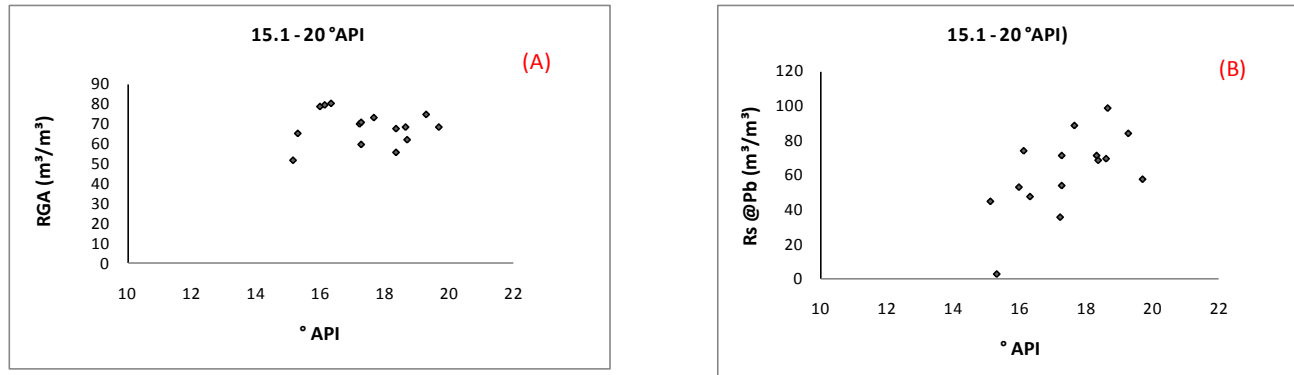 15.1 - 20 °API
(A)
90
80
70
60
50
40
30
20
10
0
RGA (m³/m³)
10 12 14 16 18 20 22
° API
15.1 - 20 °API)
(B)
120
100
80
60
40
20
0
Rs @Pb (m³/m³)
10 12 14 16 18 20 22
° API